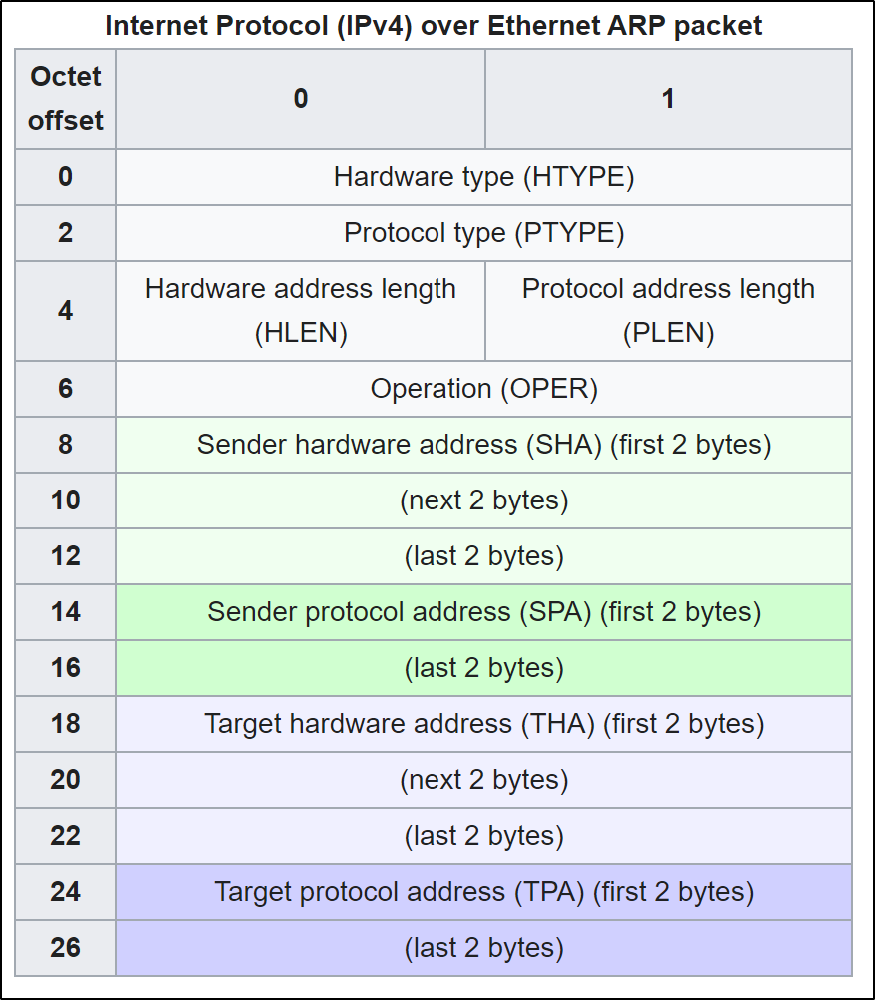 Internet Protocol (IPv4) over Ethernet ARP packet
Octet
offset
0
1
0
Hardware type (HTYPE)
2
Protocol type (PTYPE)
4
Hardware address length
(HLEN)
Protocol address length
(PLEN)
6
Operation (OPER)
8
Sender hardware address (SHA) (first 2 bytes)
10
(next 2 bytes)
12
(last 2 bytes)
14
Sender protocol address (SPA) (first 2 bytes)
16
(last 2 bytes)
18
Target hardware address (THA) (first 2 bytes)
20
(next 2 bytes)
22
(last 2 bytes)
24
Target protocol address (TPA) (first 2 bytes)
26
(last 2 bytes)